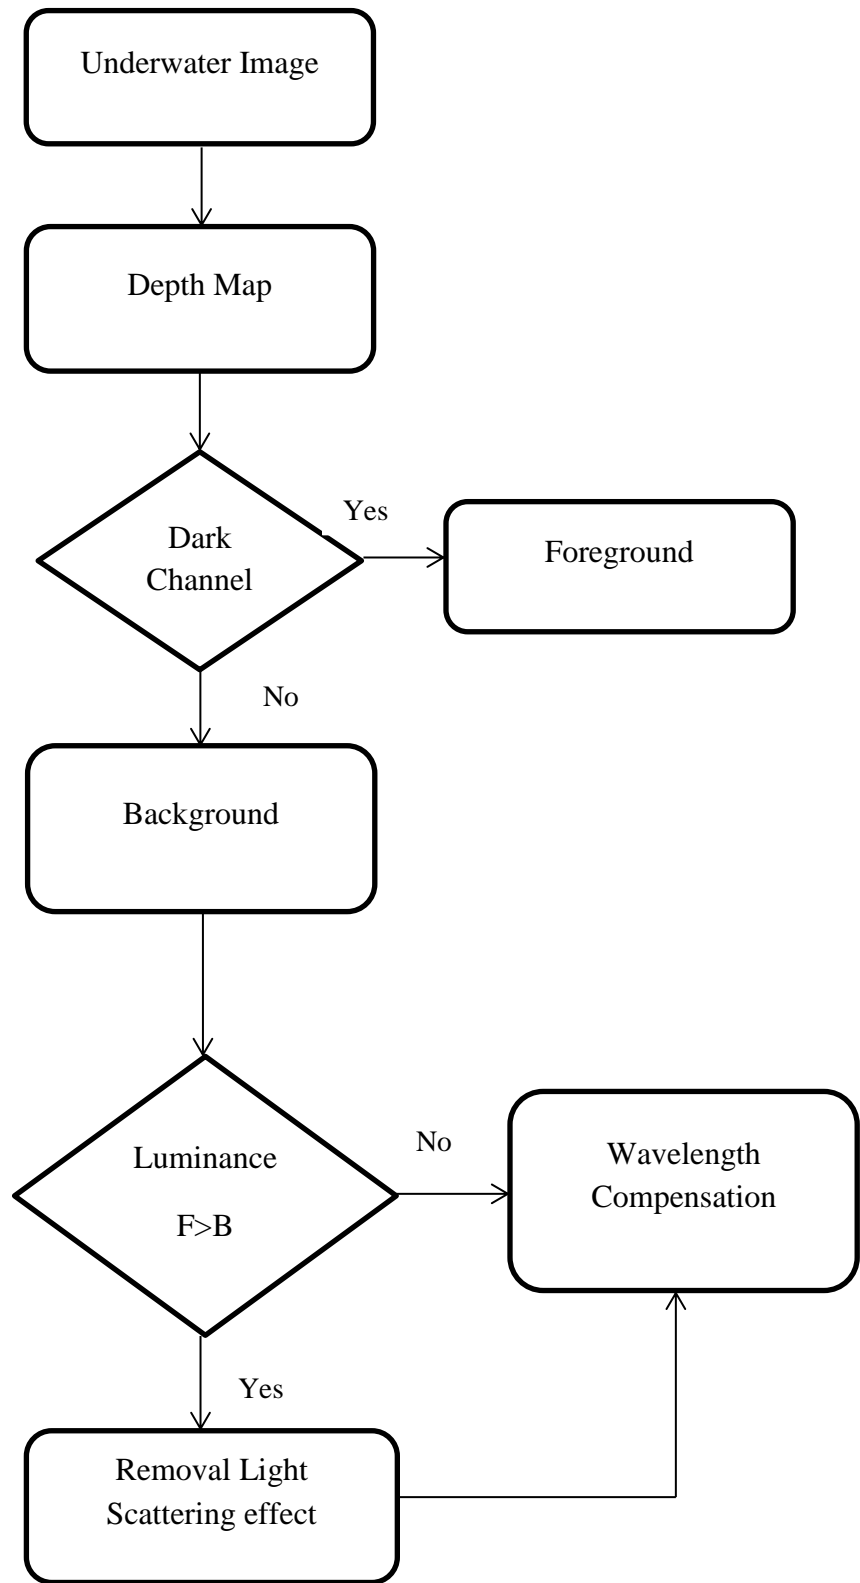 Underwater Image
Depth Map
Dark
Channel
Yes
Foreground
No
Background
Luminance
F>B
No
Wavelength
Compensation
Yes
Removal Light
Scattering effect